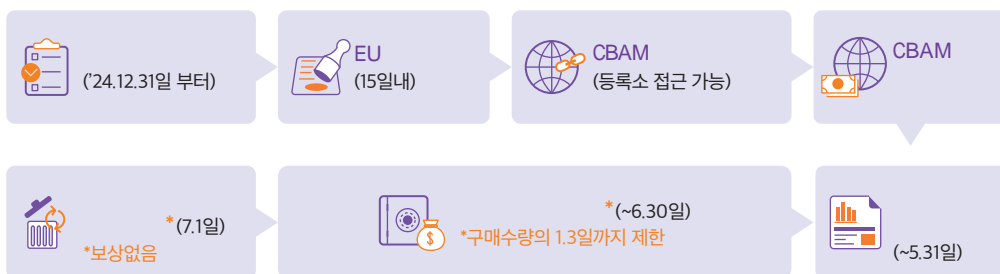 ('24.12.31일 부터)
EU
(15일내)
CBAM
(등록소 접근 가능)
CBAM
*(7.1일)
*보상없음
*(~6.30일)
*구매수량의 1.3일까지 제한
(~5.31일)
$